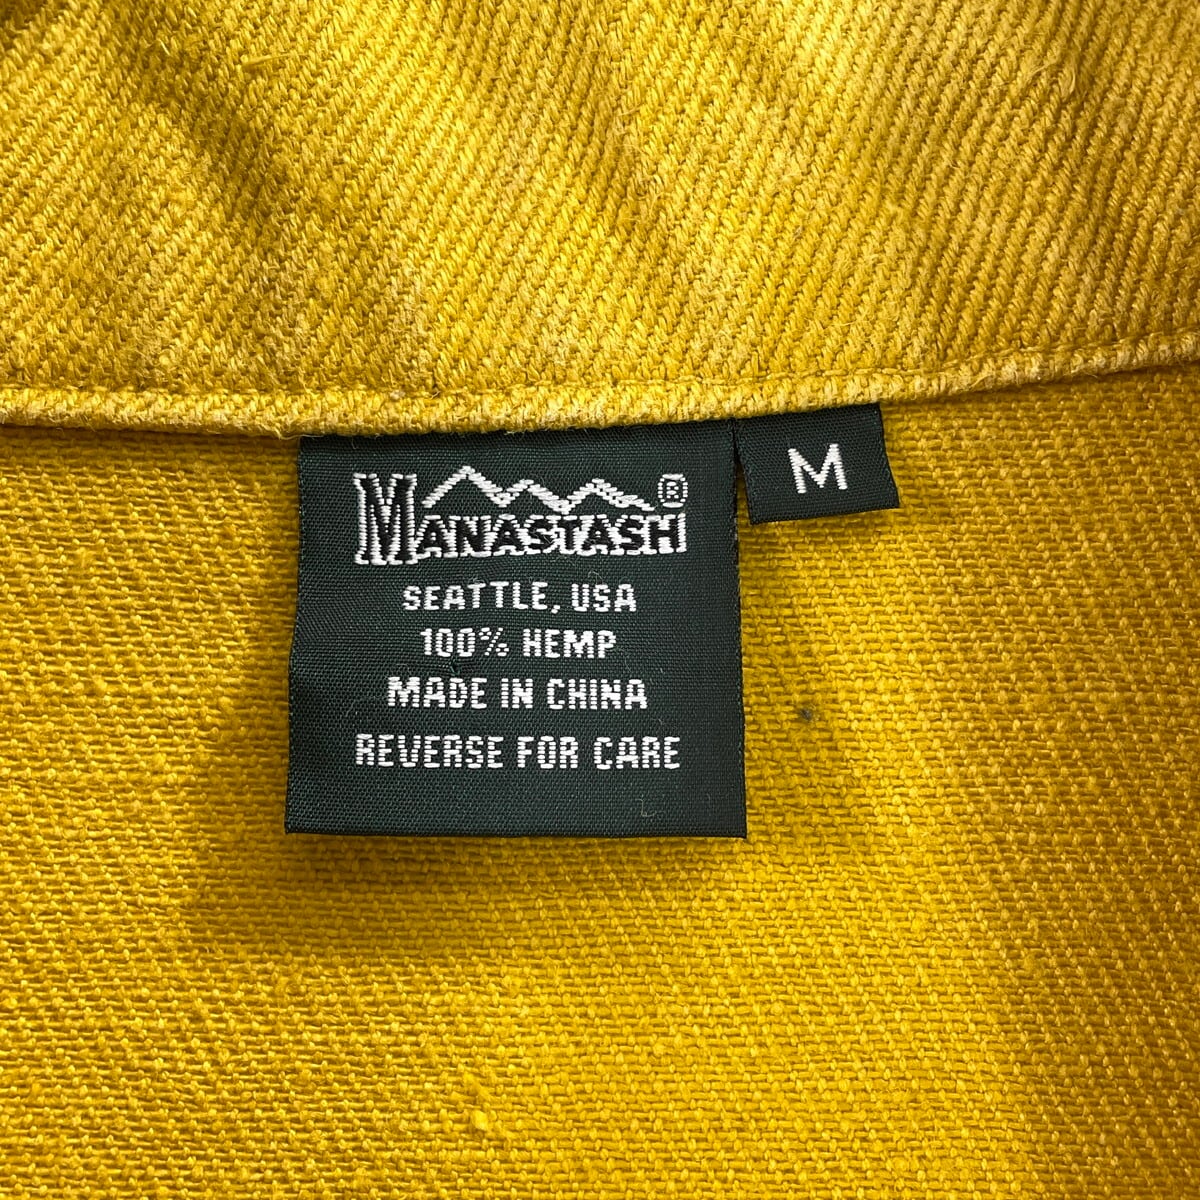 MANASTASH®
M
SEATTLE, USA
100% HEMP
MADE IN CHINA
REVERSE FOR CARE